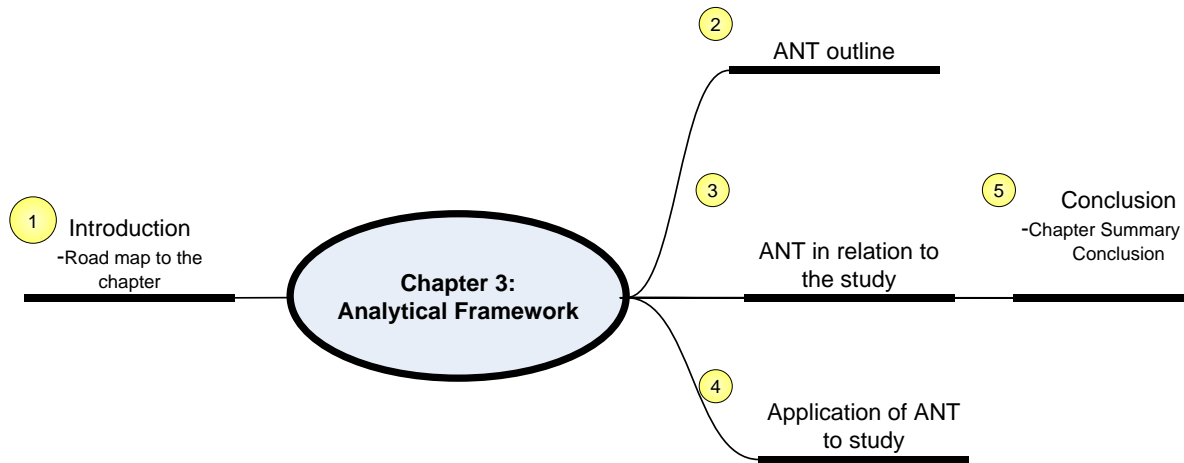 1
Introduction
-Road map to the
chapter
Chapter 3:
Analytical Framework
2
ANT outline
3
ANT in relation to
the study
4
Application of ANT
to study
5
Conclusion
-Chapter Summary
Conclusion